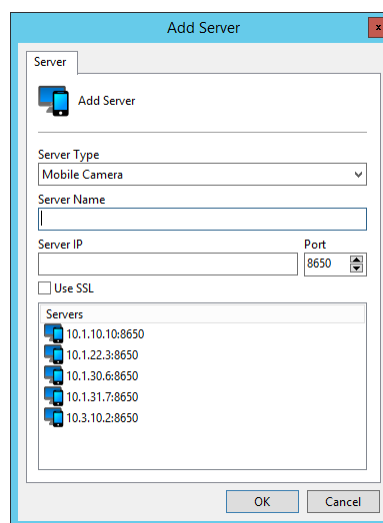 Add Server
x
Server
Add Server
Server Type
Mobile Camera
Server Name
Server IP Port
8650
Use SSL
Servers
10.1.10.10:8650
10.1.22.3:8650
10.1.30.6:8650
10.1.31.7:8650
10.3.10.2:8650
OK Cancel